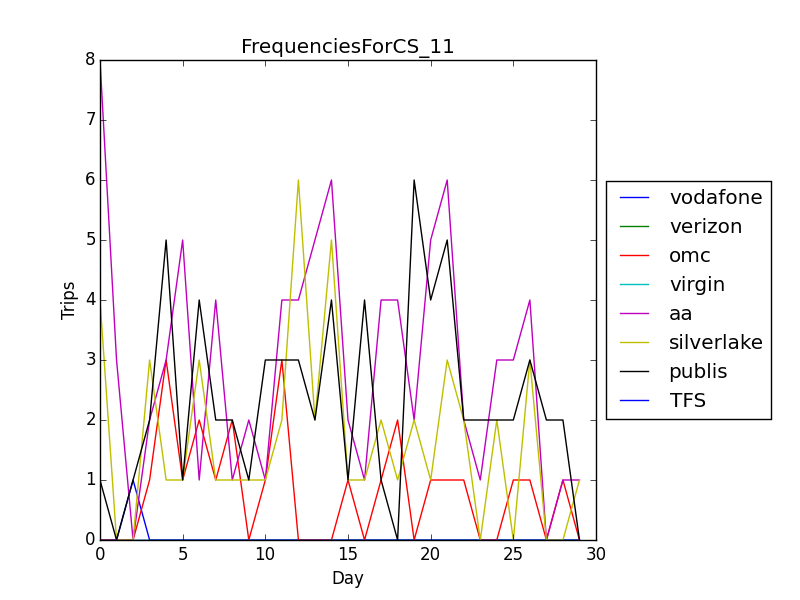 FrequenciesForCS_11
8
7
6
5
4
3
2
1
0
Trips
0 5 10 15 20 25 30
Day
vodafone
verizon
omc
virgin
aa
silverlake
publis
TFS